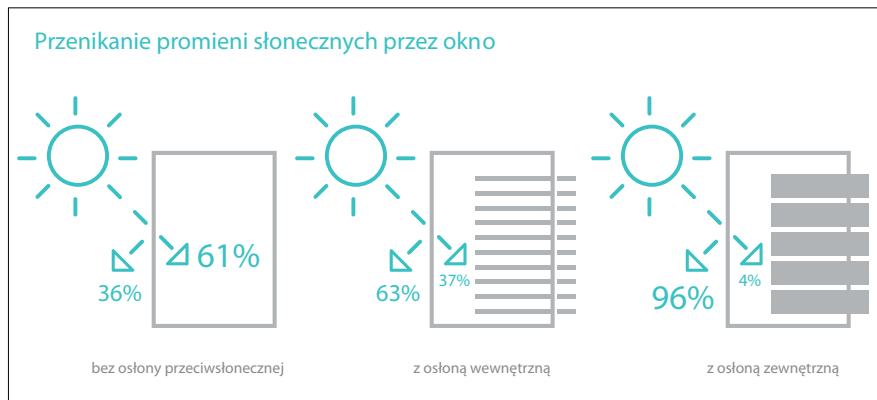 Przenikanie promieni słonecznych przez okno
36%
61%
63%
37%
96%
4%
bez osłony przeciwsłonecznej
z osłoną wewnętrzną
z osłoną zewnętrzną